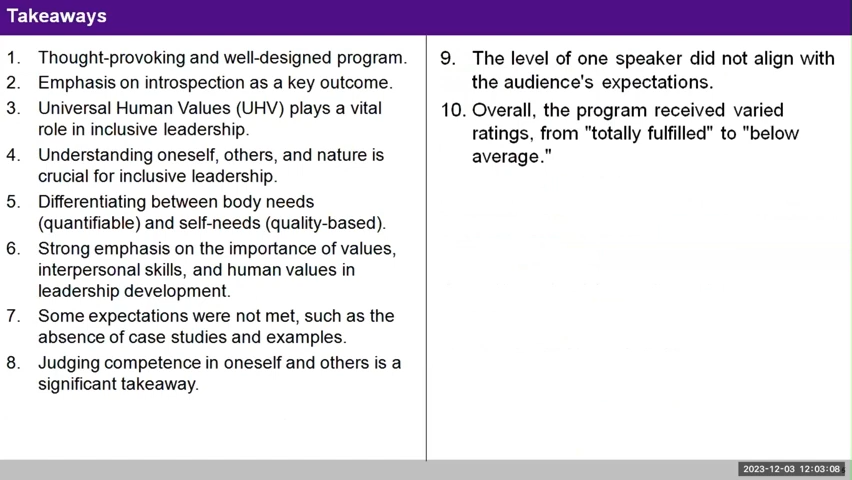 Takeaways
1. Thought-provoking and well-designed program.
2. Emphasis on introspection as a key outcome.
3. Universal Human Values (UHV) plays a vital
role in inclusive leadership.
4. Understanding oneself, others, and nature is
crucial for inclusive leadership.
5. Differentiating between body needs
(quantifiable) and self-needs (quality-based).
6. Strong emphasis on the importance of values,
interpersonal skills, and human values in
leadership development.
7. Some expectations were not met, such as the
absence of case studies and examples.
8. Judging competence in oneself and others is a
significant takeaway.
9. The level of one speaker did not align with
the audience's expectations.
10. Overall, the program received varied
ratings, from "totally fulfilled" to "below
average."
2023-12-03 12:03:08